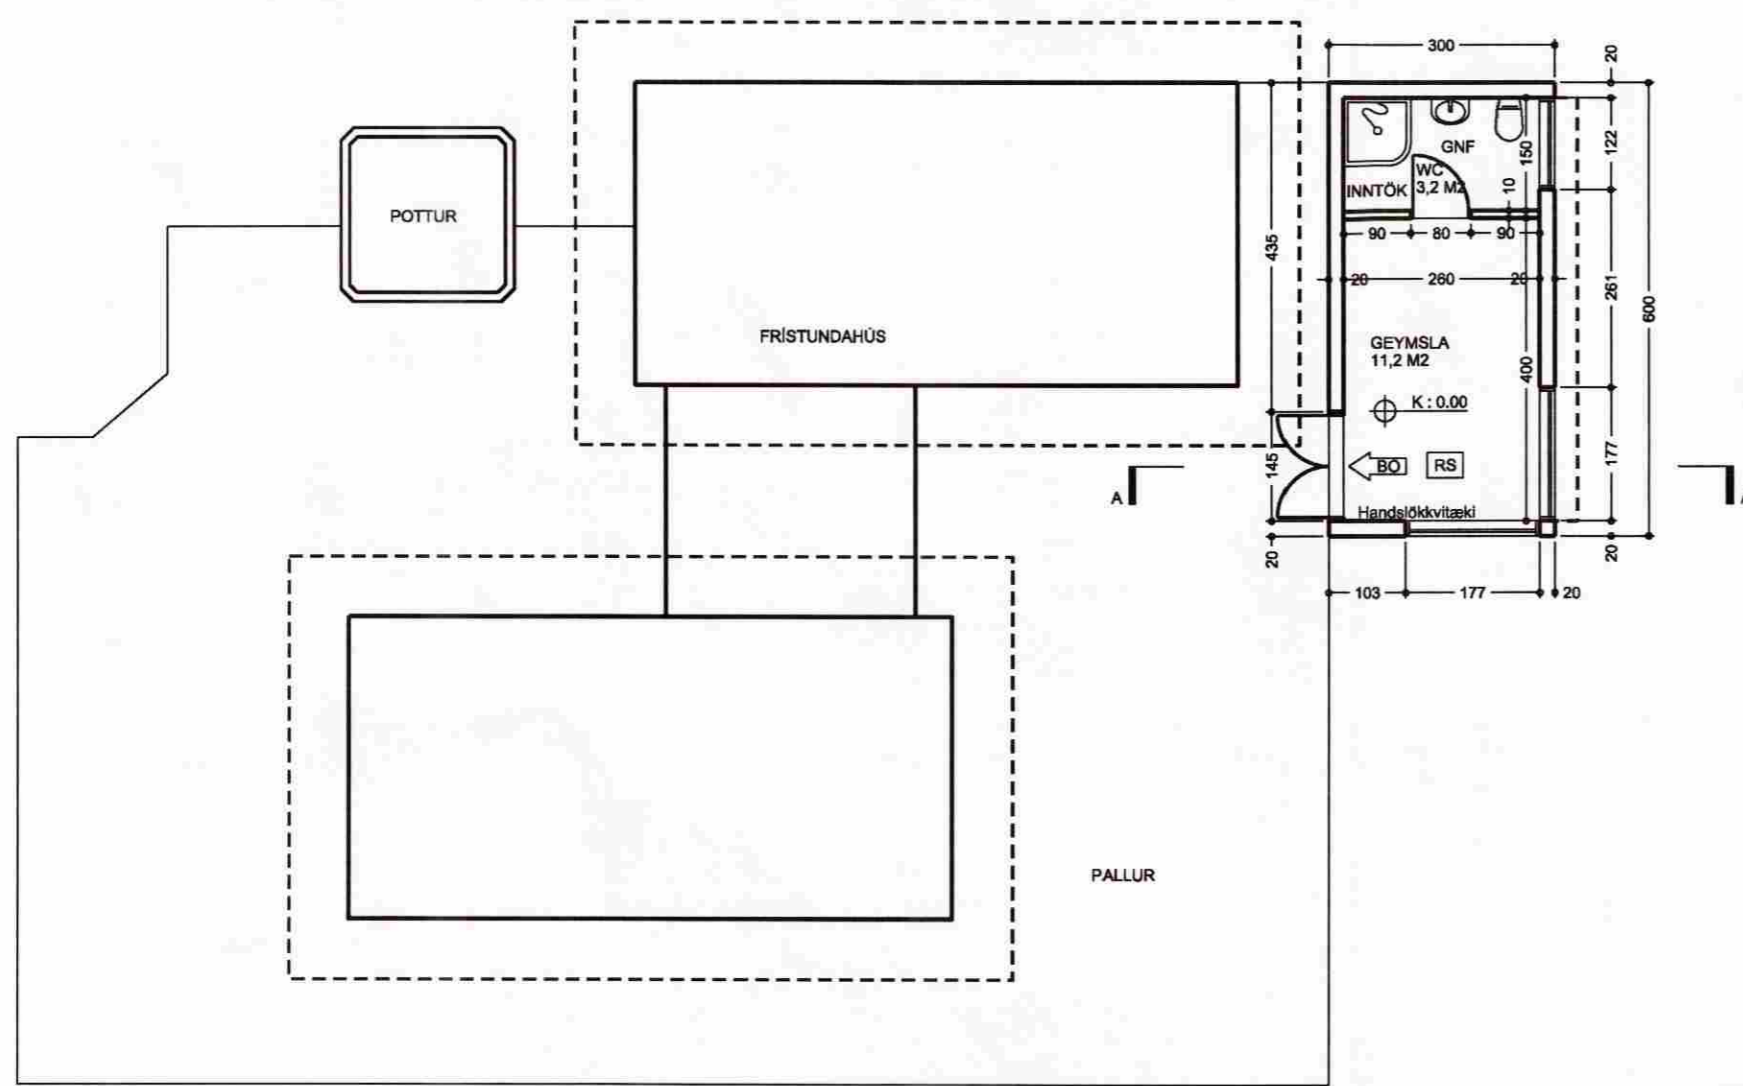 300
20
POTTUR
435
GNF
WC
3,2 M2
INNTÖK
150
10
122
90
80
90
20
260
20
261
600
FRÍSTUNDAHÚS
GEYMSLA
11,2 M2
400
K : 0.00
145
BO
RS
177
A
Handslökkvitæki
20
20
103
177
20
PALLUR